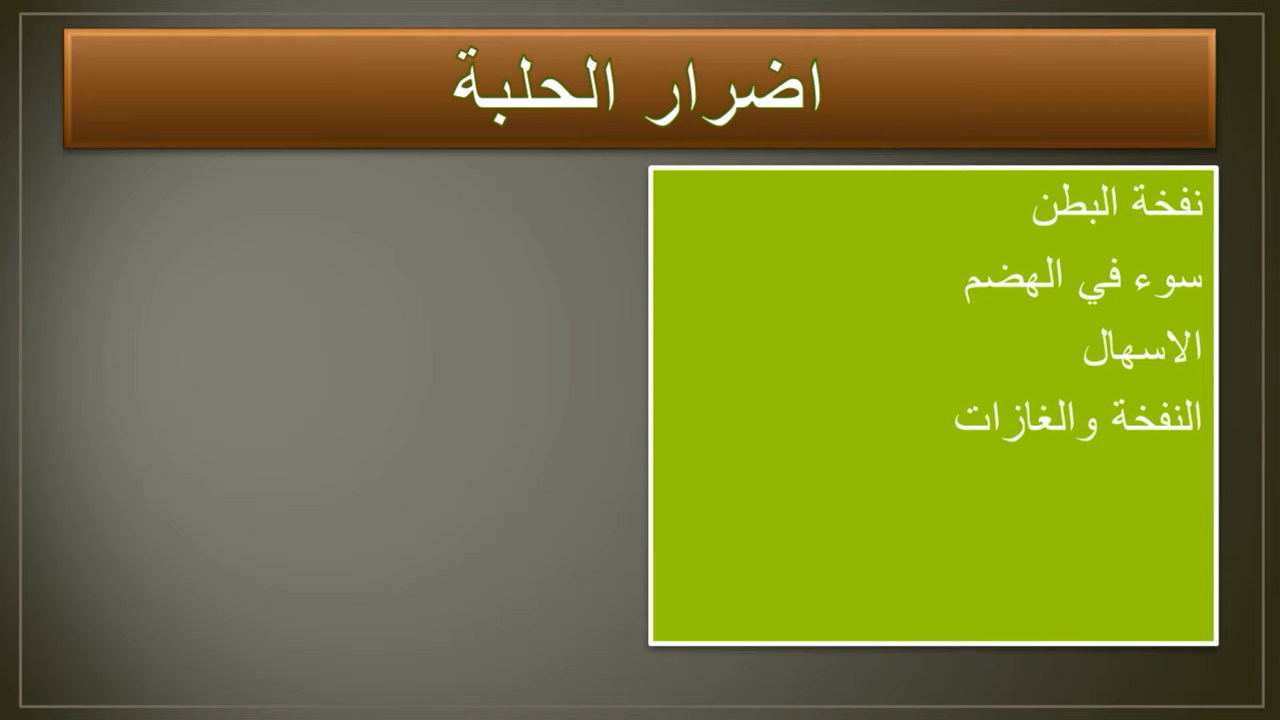 اضرار الحلبة
نفخة البطن
سوء في الهضم
الاسهال
النفخة والغازات